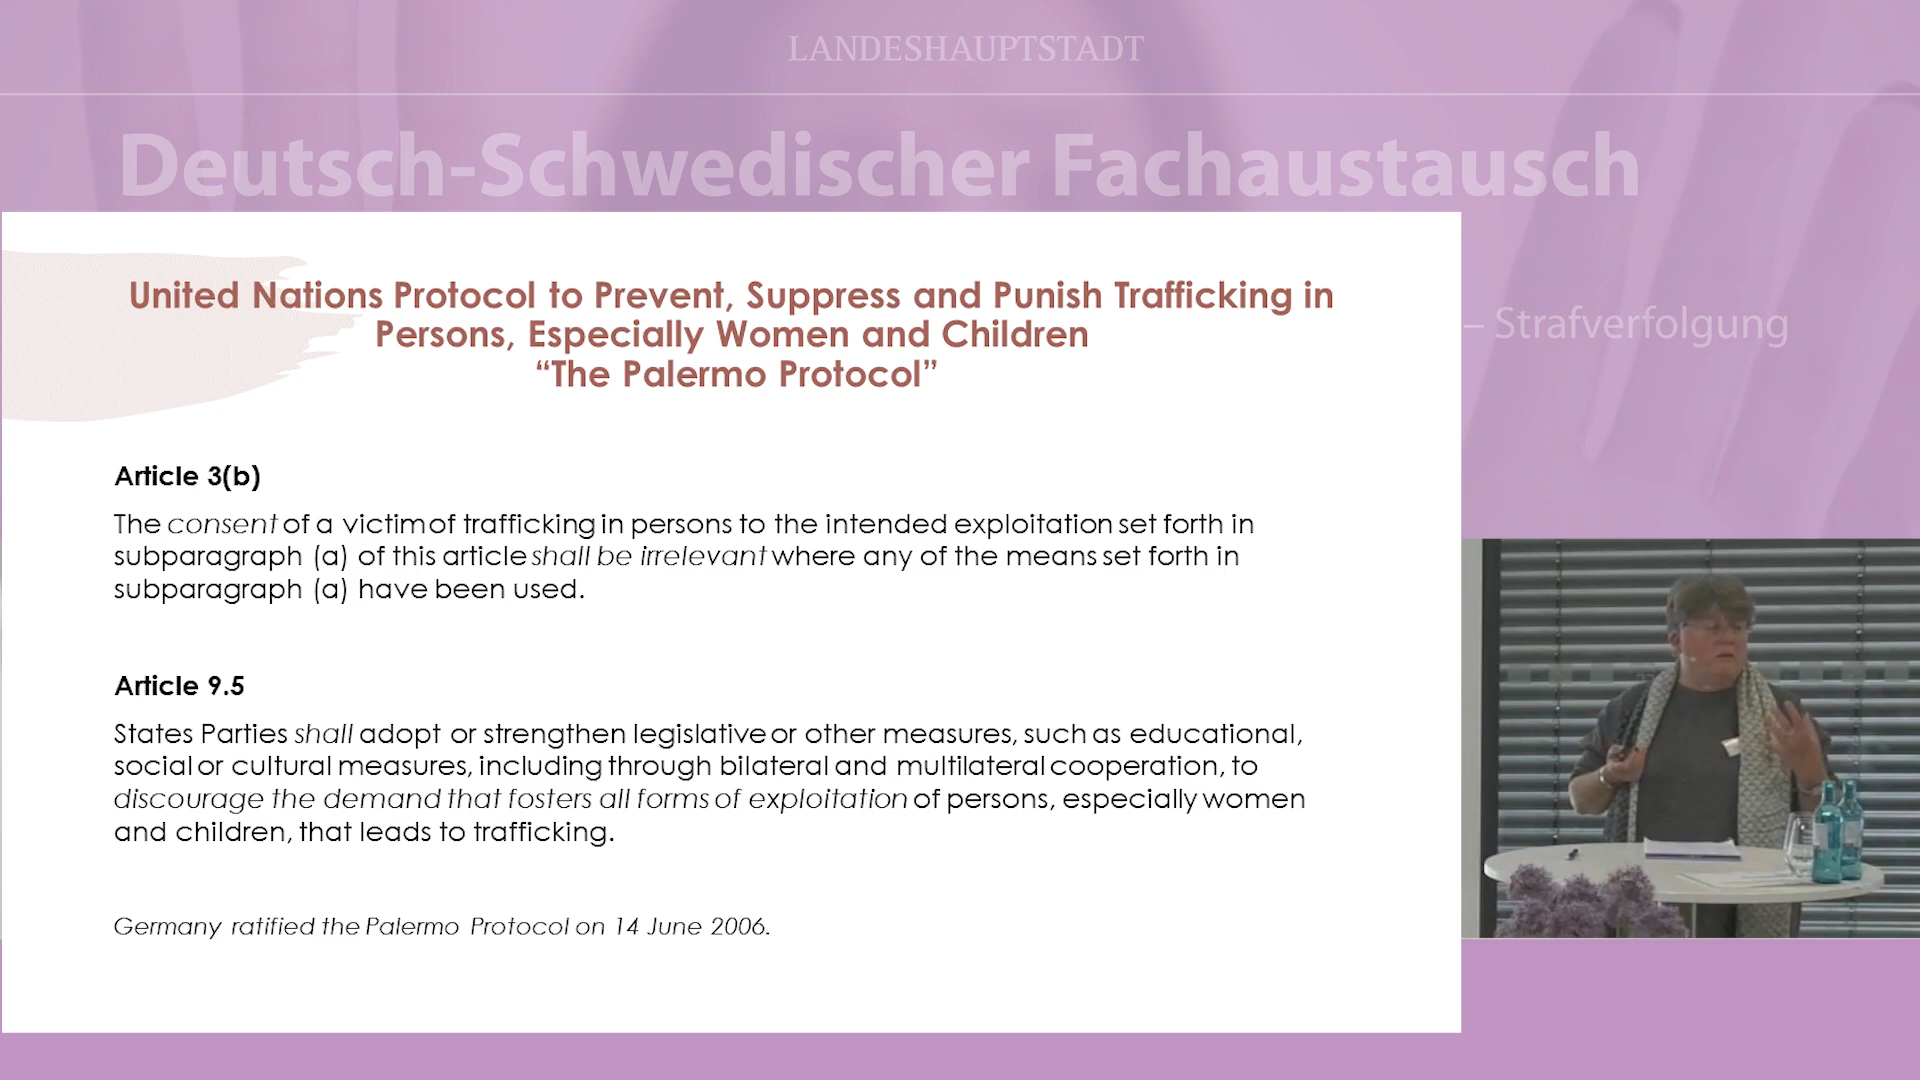 LANDESHAUPTSTADT
Deutsch-Schwedischer Fachaustausch
– Strafverfolgung
United Nations Protocol to Prevent, Suppress and Punish Trafficking in
Persons, Especially Women and Children
“The Palermo Protocol”
Article 3(b)
The consent of a victim of trafficking in persons to the intended exploitation set forth in
subparagraph (a) of this article shall be irrelevant where any of the means set forth in
subparagraph (a) have been used.
Article 9.5
States Parties shall adopt or strengthen legislative or other measures, such as educational,
social or cultural measures, including through bilateral and multilateral cooperation, to
discourage the demand that fosters all forms of exploitation of persons, especially women
and children, that leads to trafficking.
Germany ratified the Palermo Protocol on 14 June 2006.